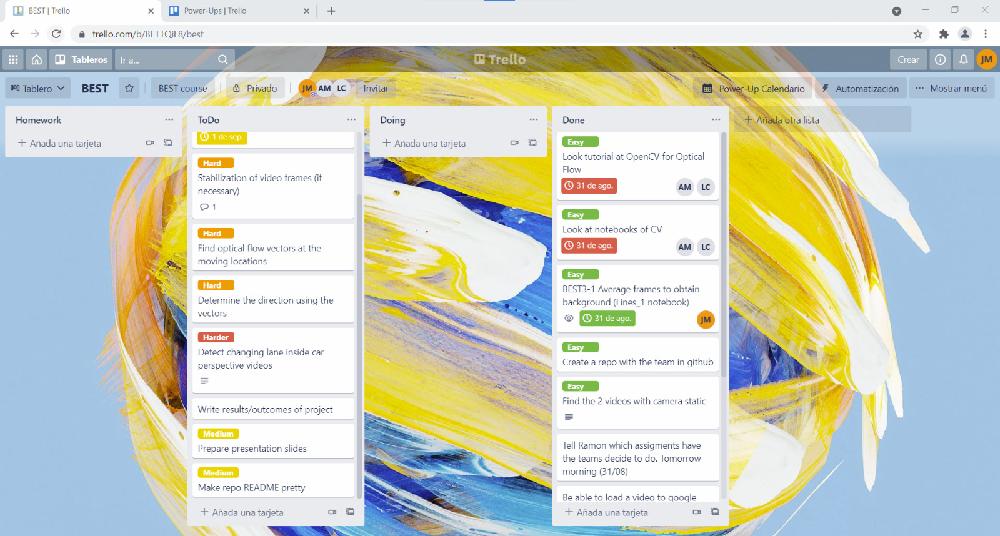 BEST | Trello
Power-Ups | Trello
trello.com/b/BETTQiL8/best
Tableros
Ir a...
Trello
Crear
JM
Tablero
BEST
BEST course
Privado
JM AM LC
Invitar
Power-Up Calendario
Automatización
Mostrar menú
Homework
Añada una tarjeta
ToDo
1 de sep.
Hard
Stabilization of video frames (if
necessary)
1
Hard
Find optical flow vectors at the
moving locations
Hard
Determine the direction using the
vectors
Harder
Detect changing lane inside car
perspective videos
Write results/outcomes of project
Medium
Prepare presentation slides
Medium
Make repo README pretty
Añada una tarjeta
Doing
Añada una tarjeta
Done
Easy
Look tutorial at OpenCV for Optical
Flow
31 de ago.
AM LC
Easy
Look at notebooks of CV
31 de ago.
AM LC
Easy
BEST3-1 Average frames to obtain
background (Lines_1 notebook)
31 de ago.
JM
Easy
Create a repo with the team in github
Easy
Find the 2 videos with camera static
Tell Ramon which assigments have
the teams decide to do. Tomorrow
morning (31/08)
Be able to load a video to google
Añada una tarjeta
Añada otra lista